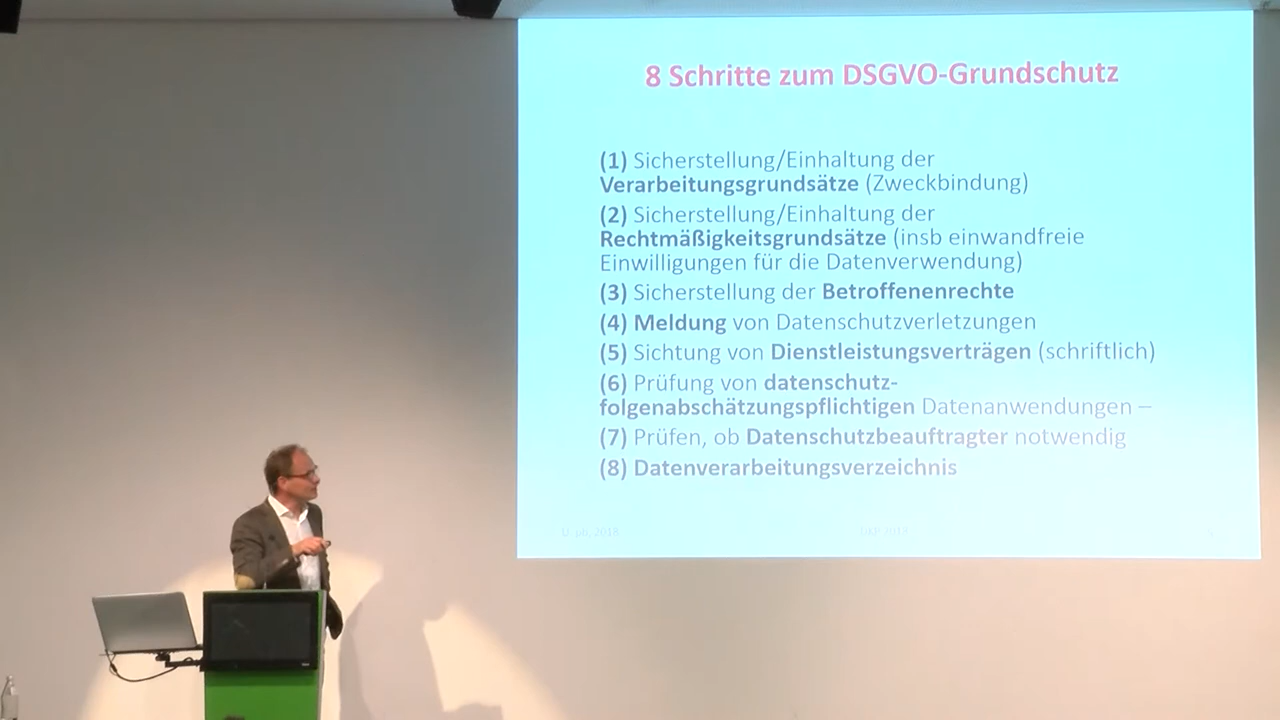 8 Schritte zum DSGVO-Grundschutz
(1) Sicherstellung/Einhaltung der
Verarbeitungsgrundsätze (Zweckbindung)
(2) Sicherstellung/Einhaltung der
Rechtmäßigkeitsgrundsätze (insb einwandfreie
Einwilligungen für die Datenverwendung)
(3) Sicherstellung der Betroffenenrechte
(4) Meldung von Datenschutzverletzungen
(5) Sichtung von Dienstleistungsverträgen (schriftlich)
(6) Prüfung von datenschutz-
folgenabschätzungspflichtigen Datenanwendungen –
(7) Prüfen, ob Datenschutzbeauftragter notwendig
(8) Datenverarbeitungsverzeichnis
2018
2018